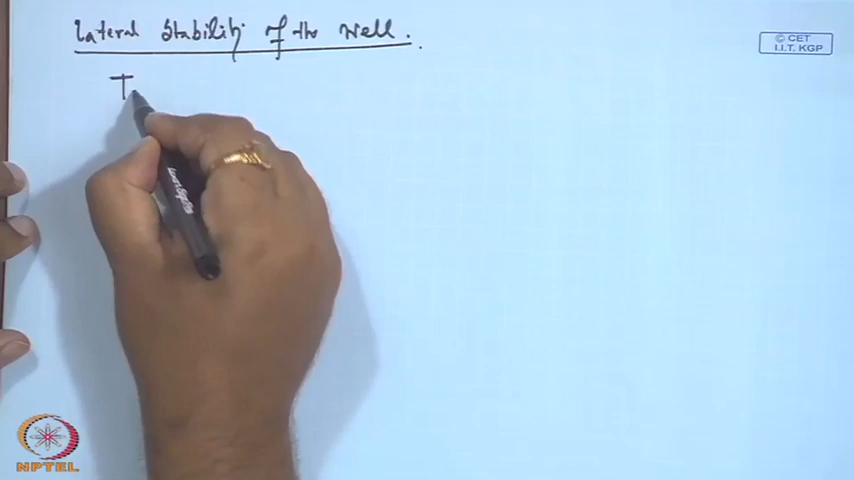 Lateral Stability of the Well.
© CET
I.I.T. KGP
T
NPTEL